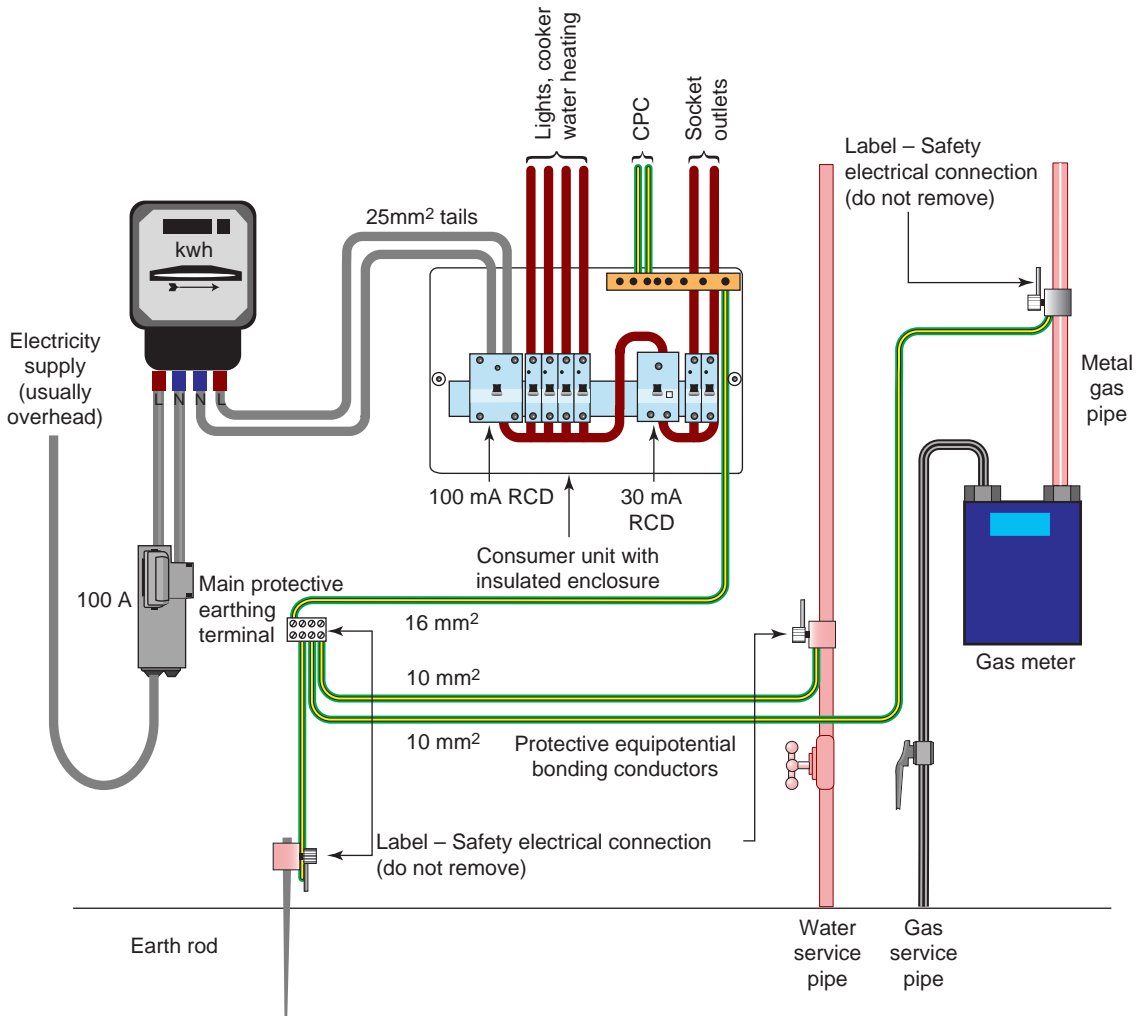 Lights, cooker
water heating
CPC
Socket
outlets
Label – Safety
electrical connection
(do not remove)
25mm² tails
kwh
Electricity
supply
(usually
overhead)
L N N L
Metal
gas
pipe
100 mA RCD
30 mA
RCD
Consumer unit with
insulated enclosure
100 A
Main protective
earthing
terminal
16 mm²
Gas meter
10 mm²
10 mm²
Protective equipotential
bonding conductors
Label – Safety electrical connection
(do not remove)
Earth rod
Water
service
pipe
Gas
service
pipe